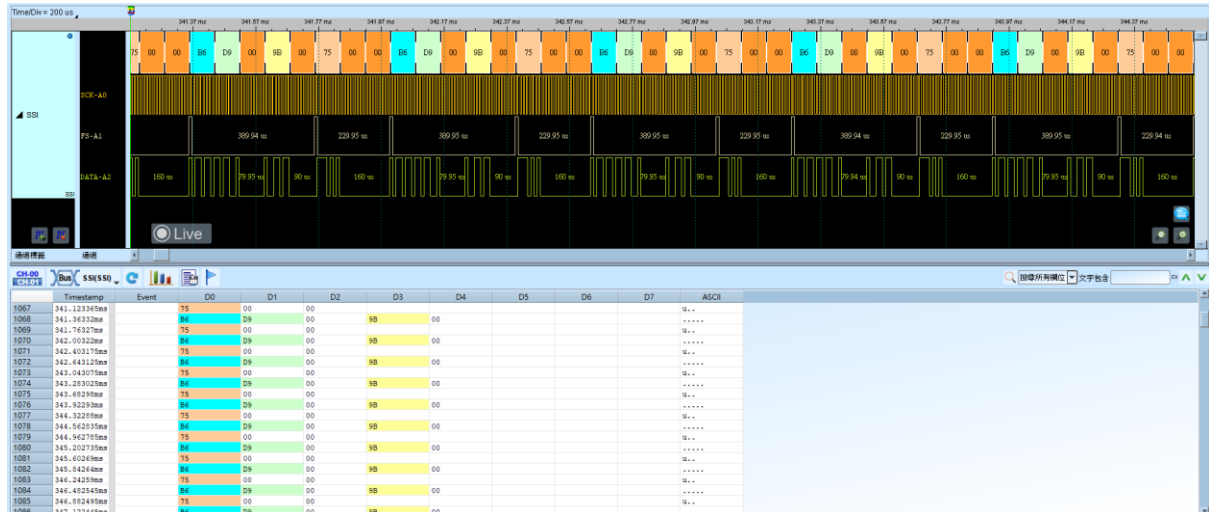 Time/Div = 200 us
341.37 ms 341.57 ms 341.77 ms 341.97 ms 342.17 ms 342.37 ms 342.57 ms 342.77 ms 342.97 ms 343.17 ms 343.37 ms 343.57 ms 343.77 ms 343.97 ms 344.17 ms 344.37 ms
75 00 00 B6 D9 00 9B 00 75 00 00 B6 D9 00 9B 00 75 00 00 B6 D9 00 9B 00 75 00 00 B6 D9 00 9B 00 75 00 00 B6 D9 00 9B 00 75 00 00
SCK-A0
SSI
FS-A1 389.94 us 229.95 us 389.95 us 229.95 us 389.95 us 229.95 us 389.94 us 229.95 us 389.95 us 229.94 us
DATA-A2 160 us 79.95 us 90 us 160 us 79.95 us 90 us 160 us 79.95 us 90 us 160 us 79.94 us 90 us 160 us 79.95 us 90 us 160 us
SSI
Live
通道標籤 通道
CH-00
CH-01 Bus SSI(SSI) 搜尋所有欄位 文字包含
Timestamp Event D0 D1 D2 D3 D4 D5 D6 D7 ASCII
1067 341.123365ms 75 00 00 u..
1068 341.36332ms B6 D9 00 9B 00 .....
1069 341.76327ms 75 00 00 u..
1070 342.00322ms B6 D9 00 9B 00 .....
1071 342.403175ms 75 00 00 u..
1072 342.643125ms B6 D9 00 9B 00 .....
1073 343.043075ms 75 00 00 u..
1074 343.283025ms B6 D9 00 9B 00 .....
1075 343.68298ms 75 00 00 u..
1076 343.92293ms B6 D9 00 9B 00 .....
1077 344.32288ms 75 00 00 u..
1078 344.562835ms B6 D9 00 9B 00 .....
1079 344.962785ms 75 00 00 u..
1080 345.202735ms B6 D9 00 9B 00 .....
1081 345.60269ms 75 00 00 u..
1082 345.84264ms B6 D9 00 9B 00 .....
1083 346.24259ms 75 00 00 u..
1084 346.482545ms B6 D9 00 9B 00 .....
1085 346.882495ms 75 00 00 u..
1086 347.122445ms B6 D9 00 9B 00